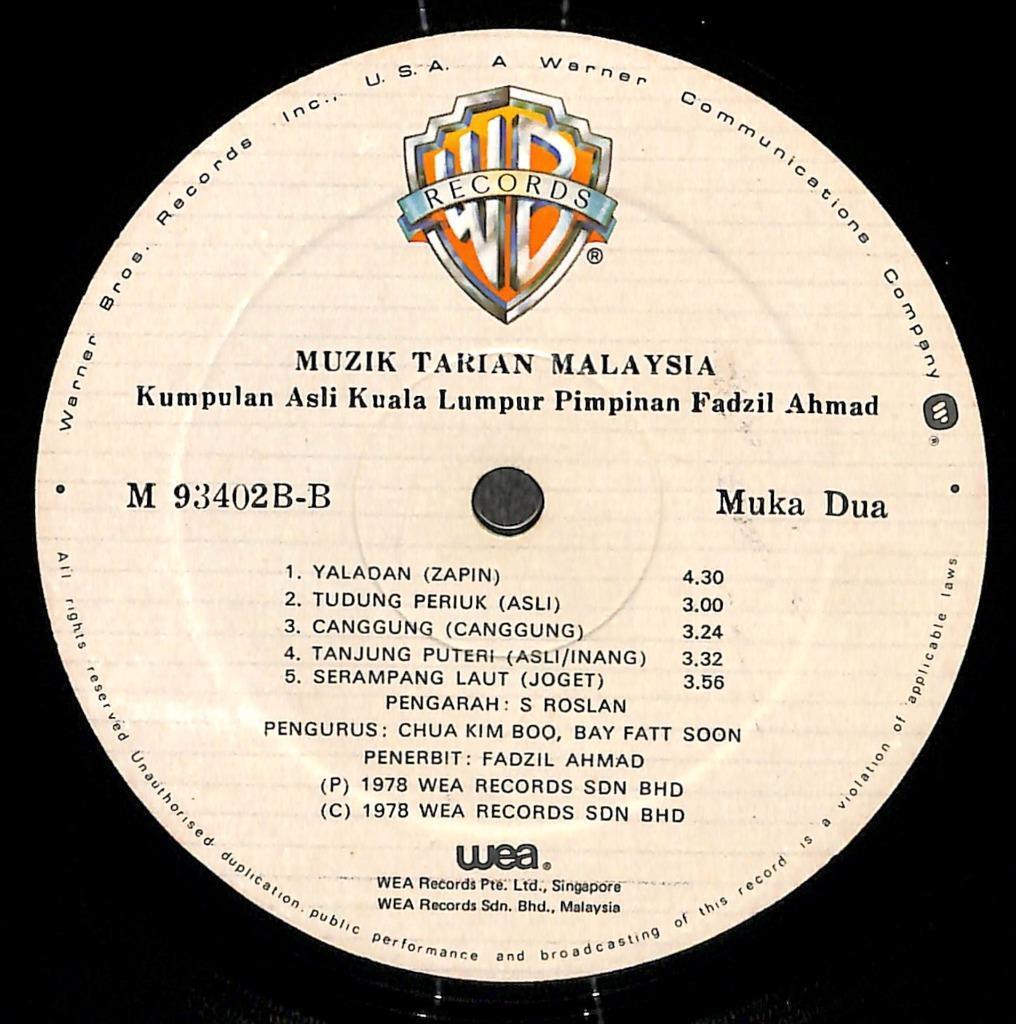 Warner Bros. Records Inc., U.S.A. A Warner Communications Company
WB
RECORDS
®
MUZIK TARIAN MALAYSIA
Kumpulan Asli Kuala Lumpur Pimpinan Fadzil Ahmad
®
M 93402B-B
Muka Dua
1. YALADAN (ZAPIN) 4.30
2. TUDUNG PERIUK (ASLI) 3.00
3. CANGGUNG (CANGGUNG) 3.24
4. TANJUNG PUTERI (ASLI/INANG) 3.32
5. SERAMPANG LAUT (JOGET) 3.56
PENGARAH: S ROSLAN
PENGURUS: CHUA KIM BOO, BAY FATT SOON
PENERBIT: FADZIL AHMAD
(P) 1978 WEA RECORDS SDN BHD
(C) 1978 WEA RECORDS SDN BHD
wea®
WEA Records Pte. Ltd., Singapore
WEA Records Sdn. Bhd., Malaysia
All rights reserved Unauthorised duplication, public performance and broadcasting of this record is a violation of applicable laws.